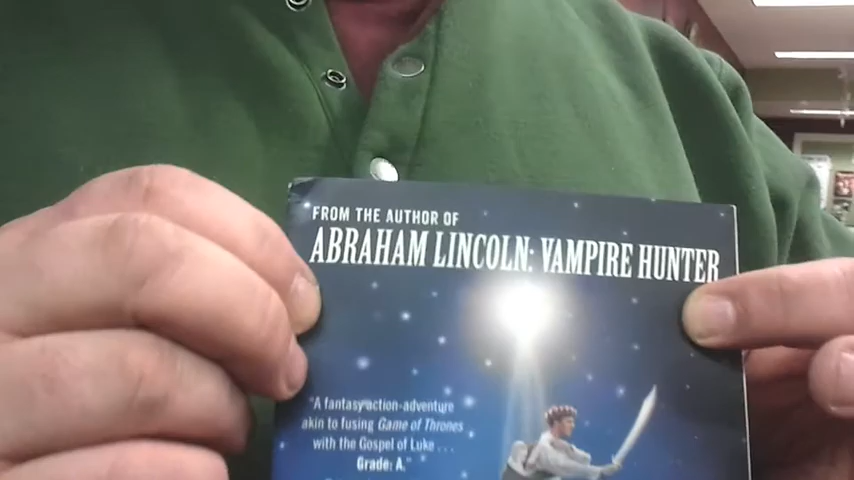 FROM THE AUTHOR OF
ABRAHAM LINCOLN: VAMPIRE HUNTER
"A fantasy action-adventure
akin to fusing Game of Thrones
with the Gospel of Luke....
Grade: A."